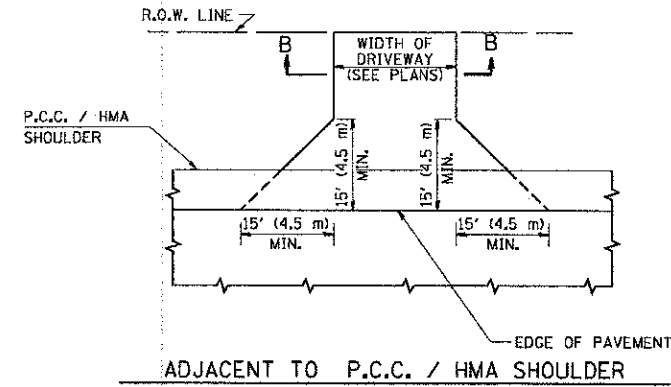 R.O.W. LINE
B
WIDTH OF
DRIVEWAY
(SEE PLANS)
B
P.C.C. / HMA
SHOULDER
15' (4.5 m)
MIN.
15' (4.5 m)
MIN.
15' (4.5 m)
MIN.
15' (4.5 m)
MIN.
EDGE OF PAVEMENT
ADJACENT TO P.C.C. / HMA SHOULDER